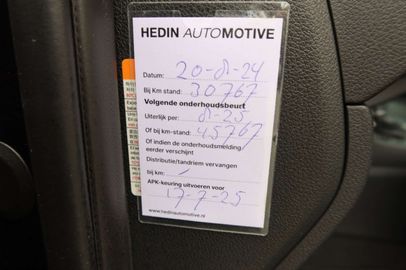 HEDIN AUTOMOTIVE
Datum: 20-8-24
Bij Km stand: 30767
Volgende onderhoudsbeurt
Uiterlijk per: 8-25
Of bij km-stand: 45767
Of indien de onderhoudsmelding
eerder verschijnt
Distributie/tandriem vervangen
bij km: /
APK-keuring uitvoeren voor
17-7-25
www.hedinautomotive.nl